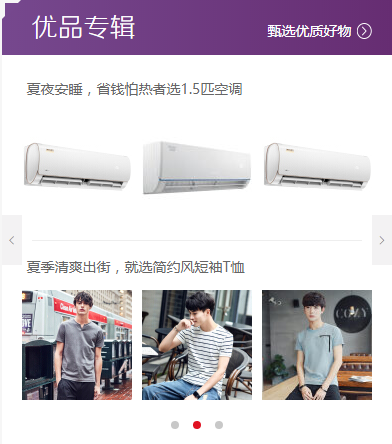 优品专辑
甄选优质好物
夏夜安睡，省钱怕热者选1.5匹空调
夏季清爽出街，就选简约风短袖T恤